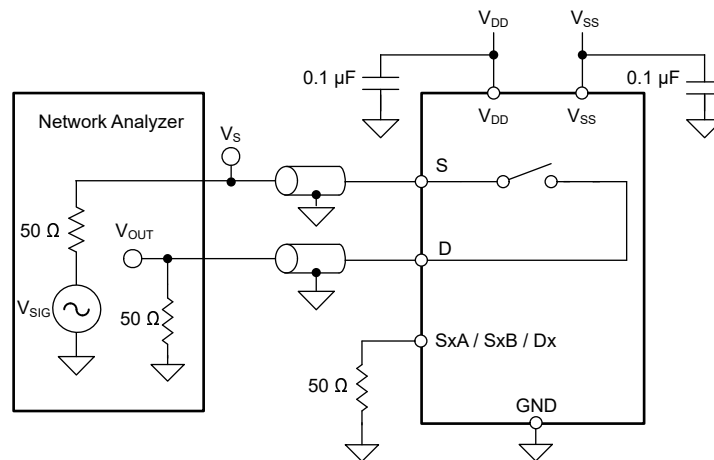 V_DD
V_SS
0.1 µF
0.1 µF
Network Analyzer
V_DD
V_SS
V_S
S
50 Ω
V_OUT
D
V_SIG
50 Ω
SxA / SxB / Dx
50 Ω
GND